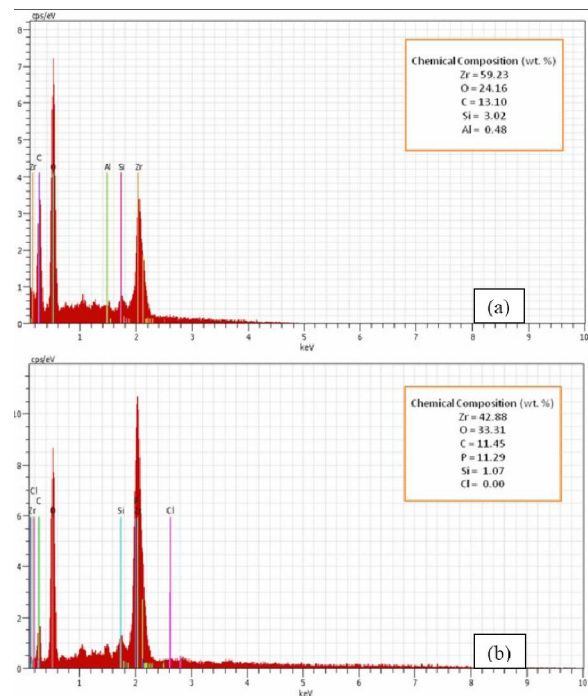 cps/eV
8
7
6
5
4
3
2
1
0
Zr C O Al Si Zr
Chemical Composition (wt. %)
Zr = 59.23
O = 24.16
C = 13.10
Si = 3.02
Al = 0.48
(a)
1 2 3 4 5 6 7 8 9 10
keV
cps/eV
10
8
6
4
2
0
Cl
Zr C O Si P Zr Cl
Chemical Composition (wt. %)
Zr = 42.88
O = 33.31
C = 11.45
P = 11.29
Si = 1.07
Cl = 0.00
(b)
1 2 3 4 5 6 7 8 9 10
keV